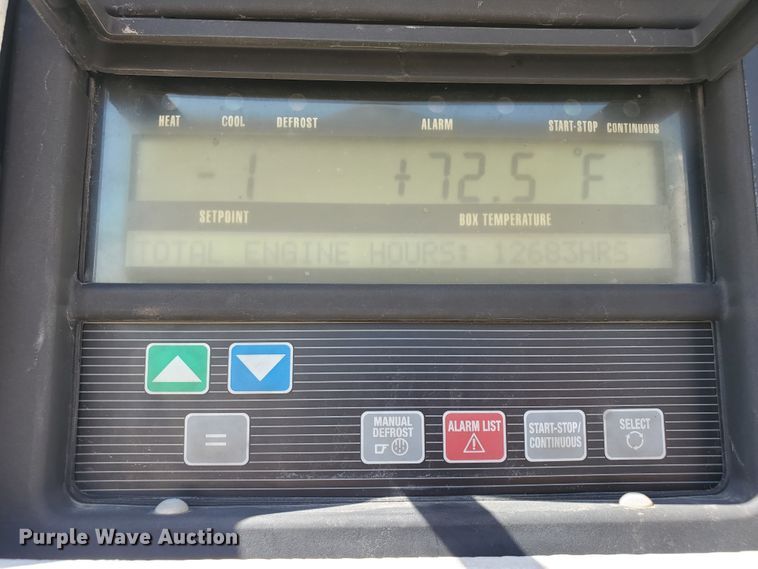 HEAT COOL DEFROST ALARM START-STOP CONTINUOUS
-1 +72.5 °F
SETPOINT BOX TEMPERATURE
TOTAL ENGINE HOURS: 12683HRS
MANUAL DEFROST
ALARM LIST
START-STOP/ CONTINUOUS
SELECT
=
Purple Wave Auction